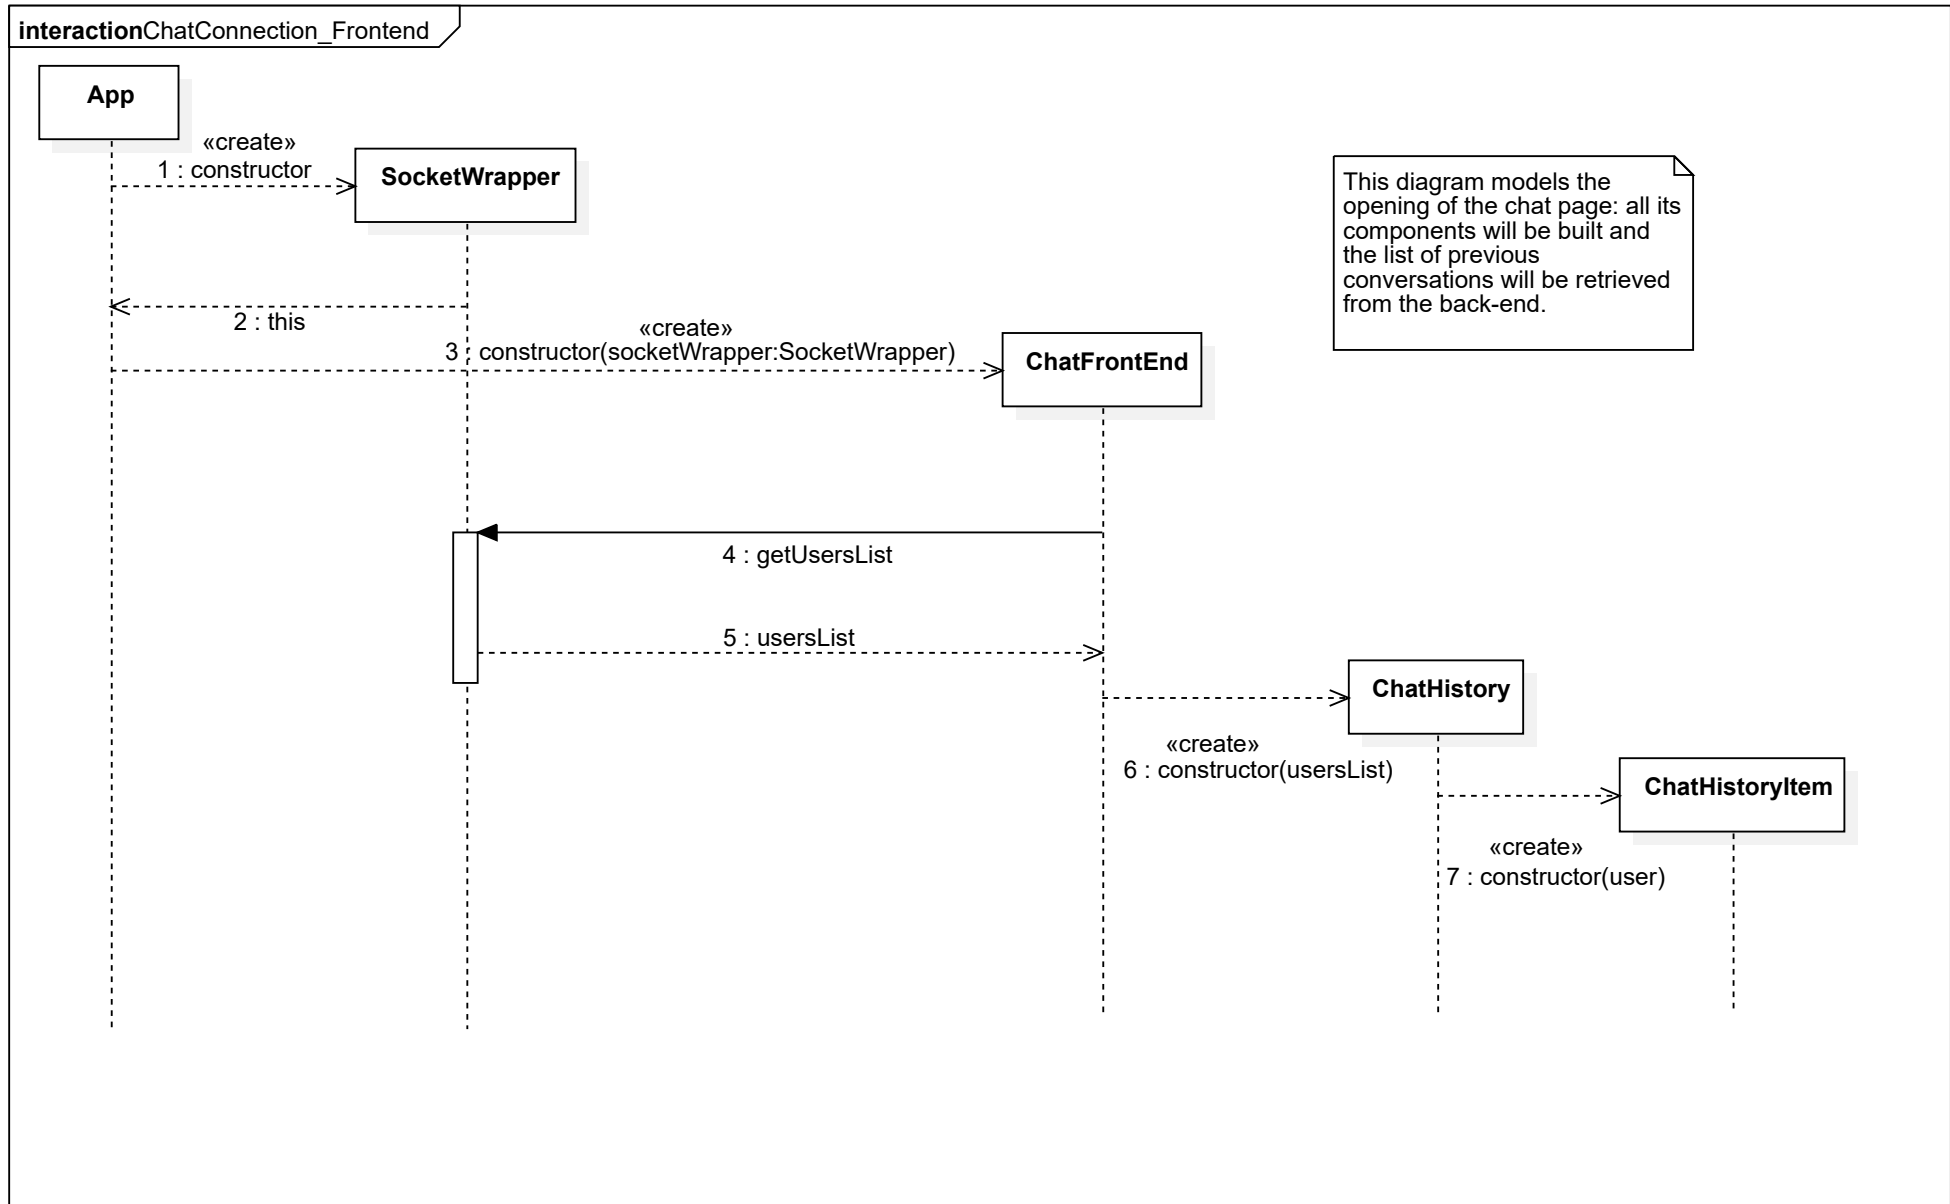 interactionChatConnection_Frontend
App
«create»
1 : constructor
SocketWrapper
This diagram models the
opening of the chat page: all its
components will be built and
the list of previous
conversations will be retrieved
from the back-end.
2 : this
«create»
3 : constructor(socketWrapper:SocketWrapper)
ChatFrontEnd
4 : getUsersList
5 : usersList
ChatHistory
«create»
6 : constructor(usersList)
ChatHistoryItem
«create»
7 : constructor(user)